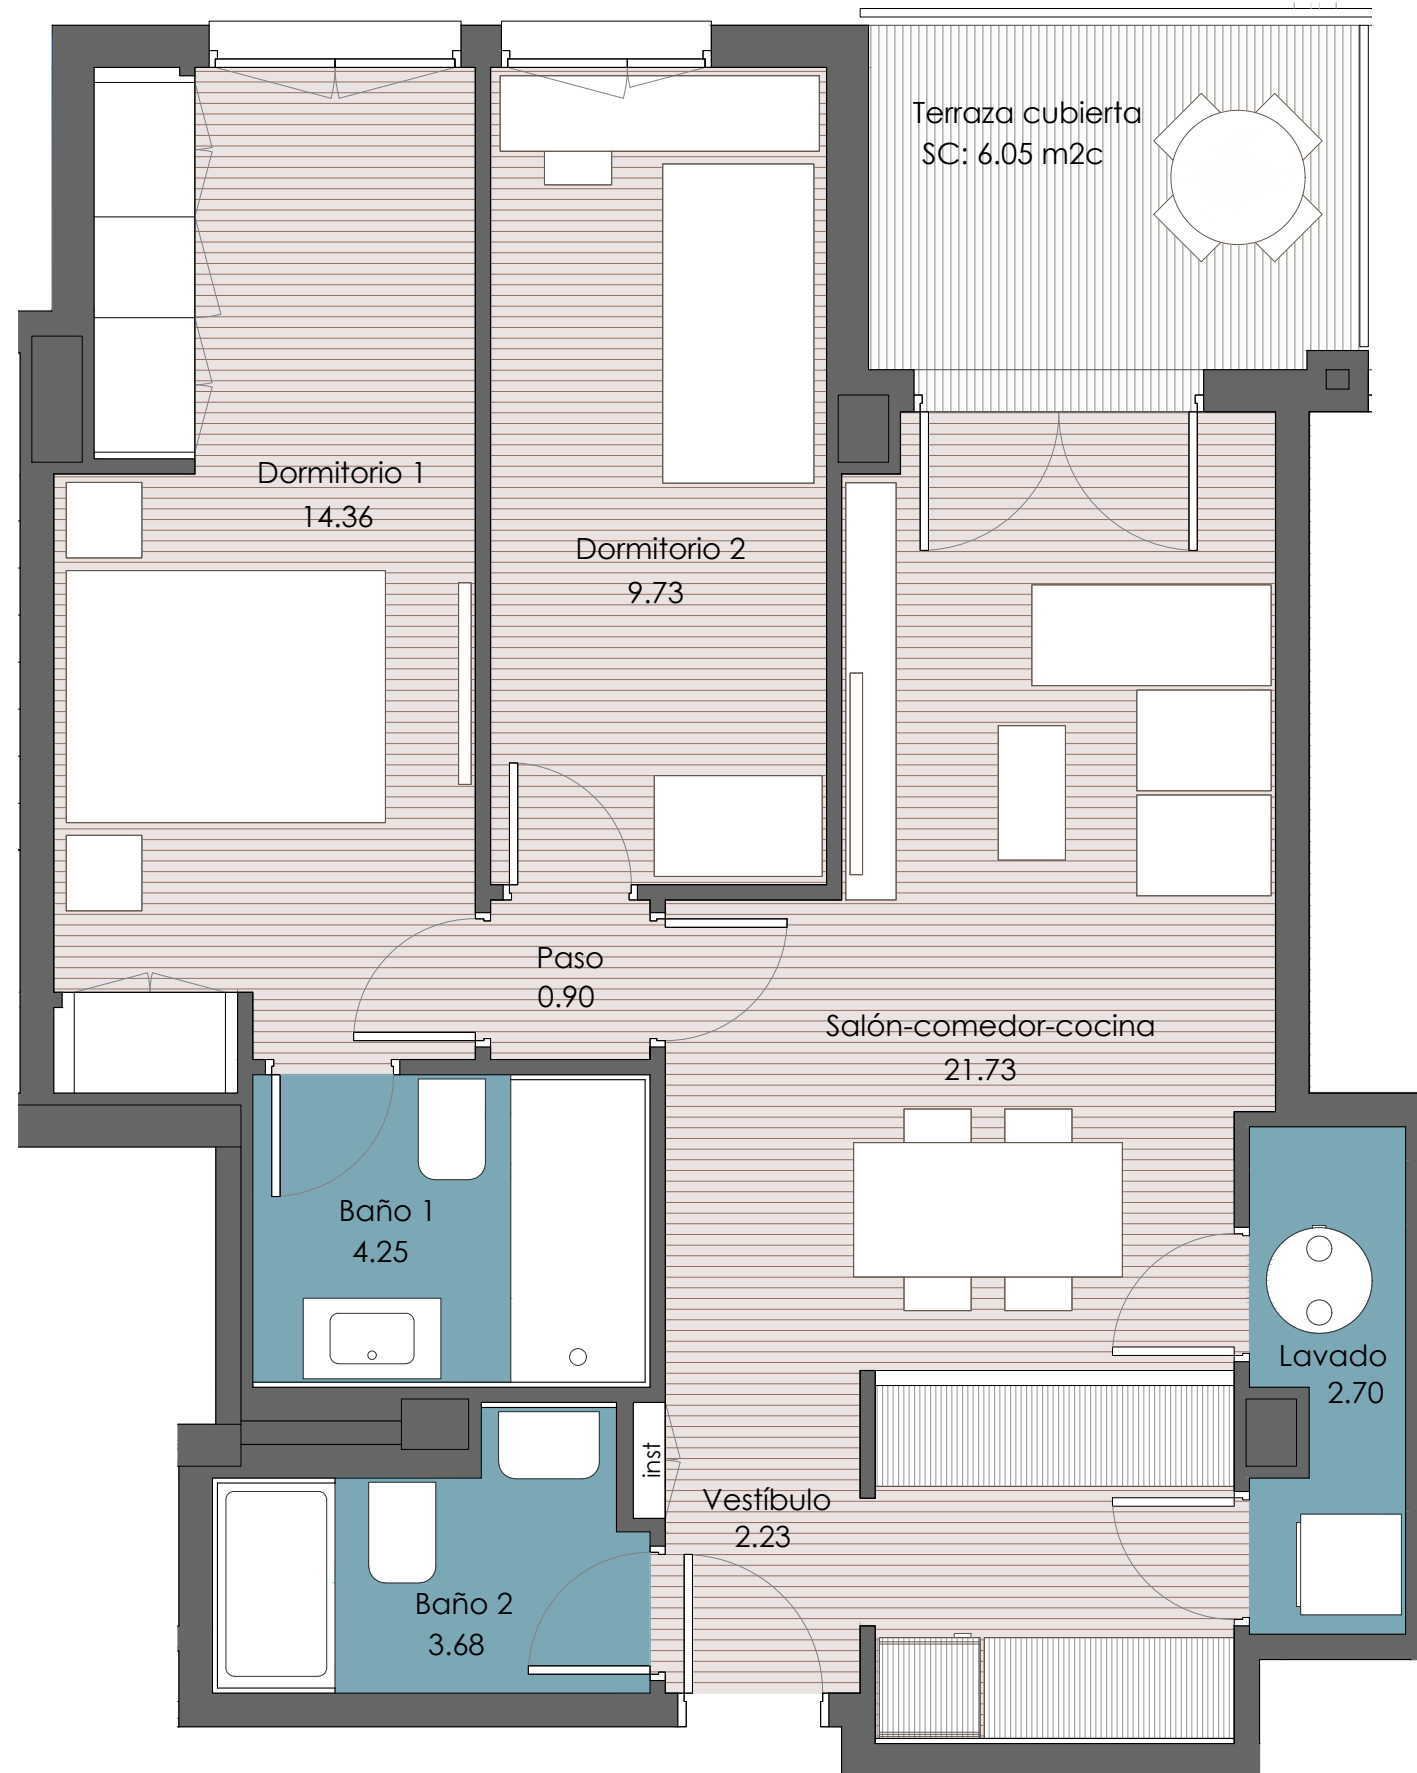 Terraza cubierta
SC: 6.05 m2c
Dormitorio 1
14.36
Dormitorio 2
9.73
Paso
0.90
Salón-comedor-cocina
21.73
Baño 1
4.25
Lavado
2.70
inst
Vestíbulo
2.23
Baño 2
3.68